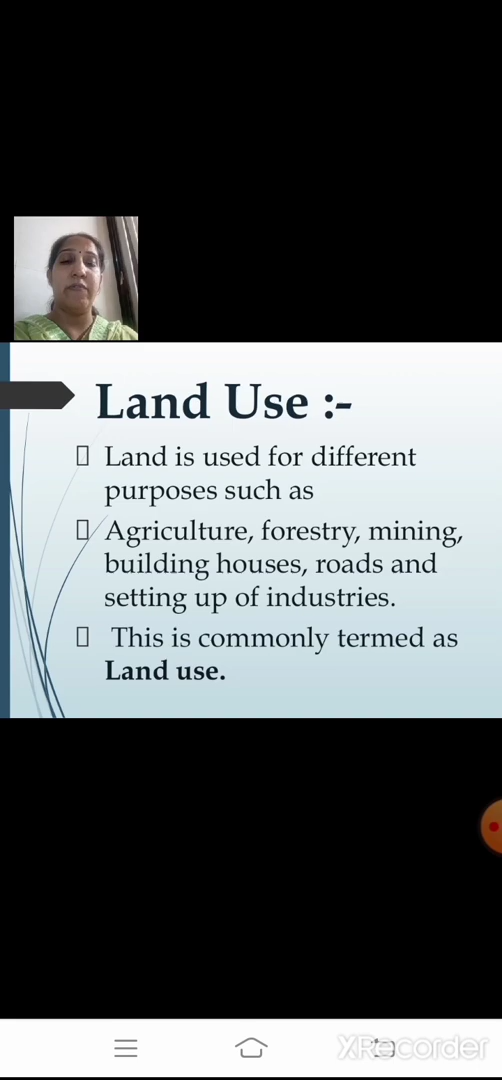 Land Use :-
Land is used for different
purposes such as
Agriculture, forestry, mining,
building houses, roads and
setting up of industries.
This is commonly termed as
Land use.
XRecorder